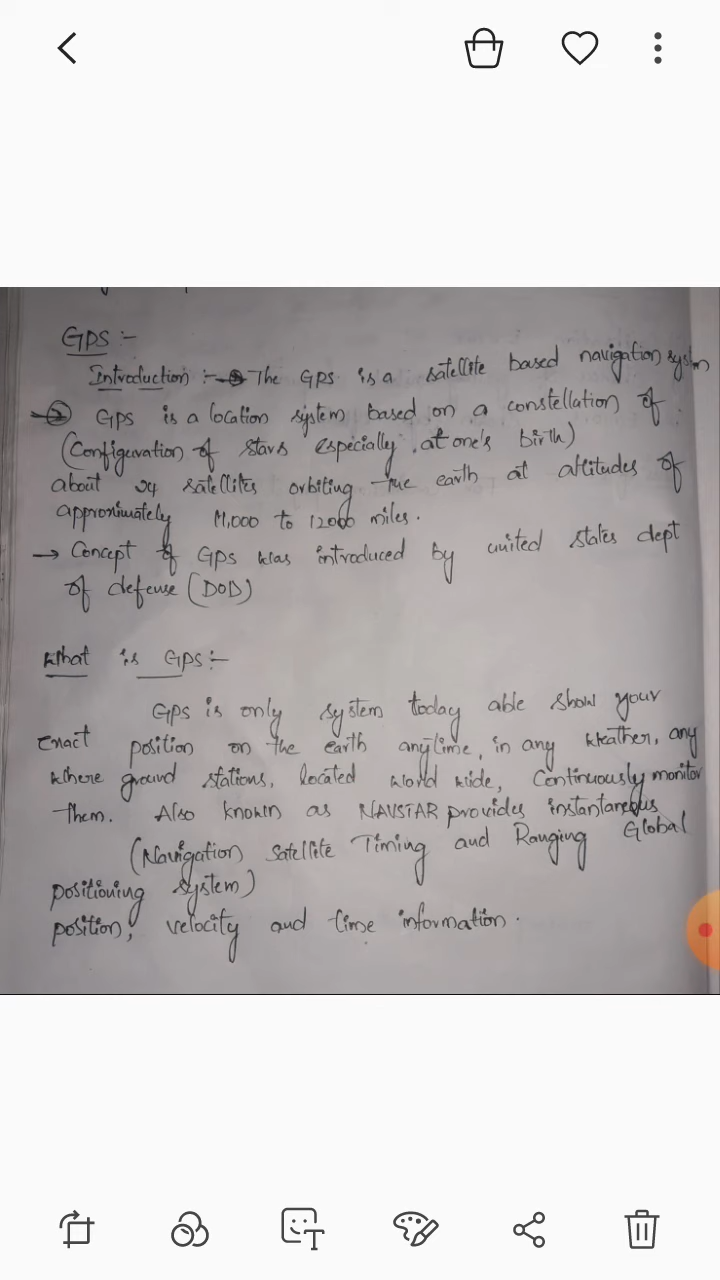 GPS :-
Introduction :- → The GPS is a satellite based navigation system
→ GPS is a location system based on a constellation of
(Configuration of stars especially at one's birth)
about 24 satellites orbiting the earth at altitudes of
approximately 11,000 to 12000 miles.
→ Concept of GPS was introduced by united states dept
of defense (DOD)
What is GPS :-
GPS is only system today able show your
exact position on the earth anytime, in any weather, any
where ground stations, located world wide, Continuously monitor
them. Also known as NAVSTAR provides instantaneous
(Navigation Satellite Timing and Ranging Global
positioning system)
position, velocity and time information.
T